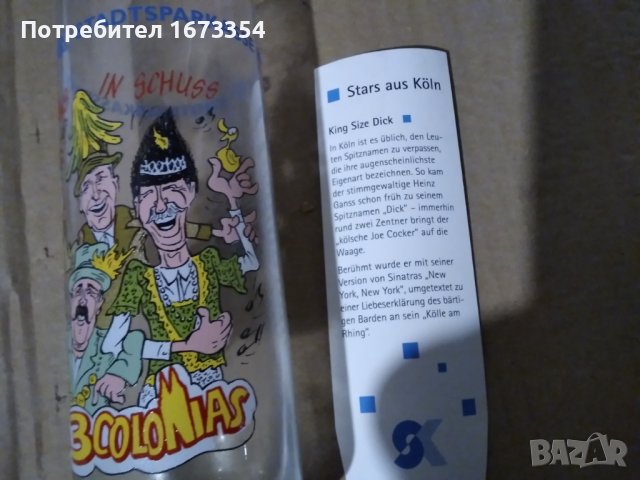 Потребител 1673354
STADTSPARKASSE
IN SCHUSS
3 COLONIAS
Stars aus Köln
King Size Dick
In Köln ist es üblich, den Leu-
ten Spitznamen zu verpassen,
die ihre augenscheinlichste
Eigenart bezeichnen. So kam
der stimmgewaltige Heinz
Ganss schon früh zu seinem
Spitznamen „Dick" – immerhin
rund zwei Zentner bringt der
„kölsche Joe Cocker" auf die
Waage.
Berühmt wurde er mit seiner
Version von Sinatras „New
York, New York", umgetextet zu
einer Liebeserklärung des bärti-
gen Barden an sein „Kölle am
Rhing".
SK
BAZAR